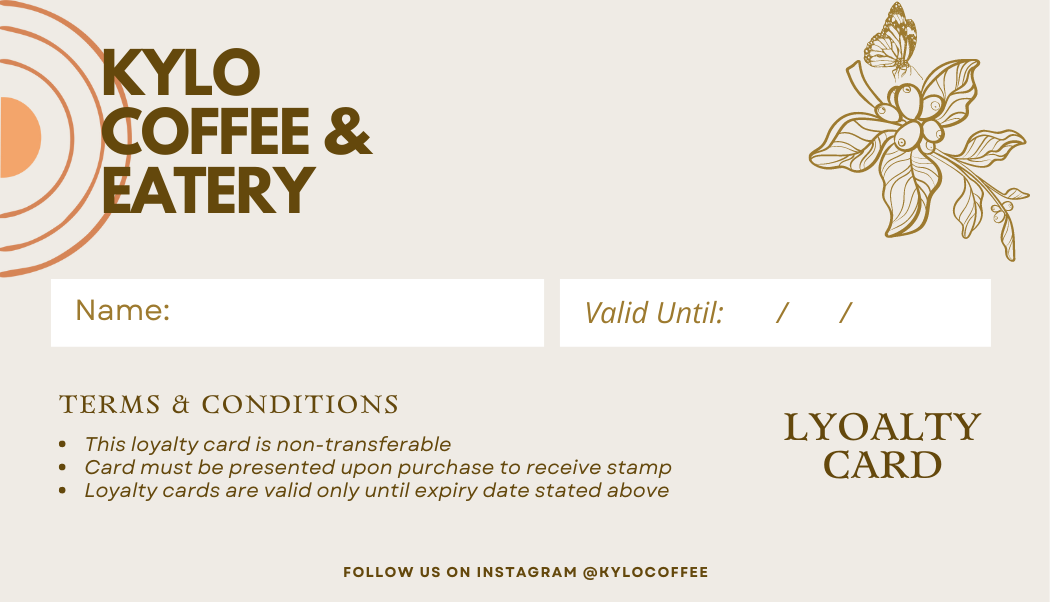 KYLO
COFFEE &
EATERY
Name:
Valid Until: / /
TERMS & CONDITIONS
• This loyalty card is non-transferable
• Card must be presented upon purchase to receive stamp
• Loyalty cards are valid only until expiry date stated above
LYOALTY
CARD
FOLLOW US ON INSTAGRAM @KYLOCOFFEE